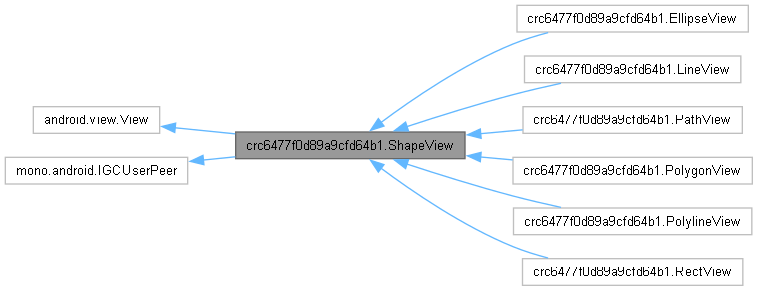 crc6477f0d89a9cfd64b1.EllipseView
crc6477f0d89a9cfd64b1.LineView
android.view.View
crc6477f0d89a9cfd64b1.PathView
crc6477f0d89a9cfd64b1.ShapeView
mono.android.IGCUserPeer
crc6477f0d89a9cfd64b1.PolygonView
crc6477f0d89a9cfd64b1.PolylineView
crc6477f0d89a9cfd64b1.RectView